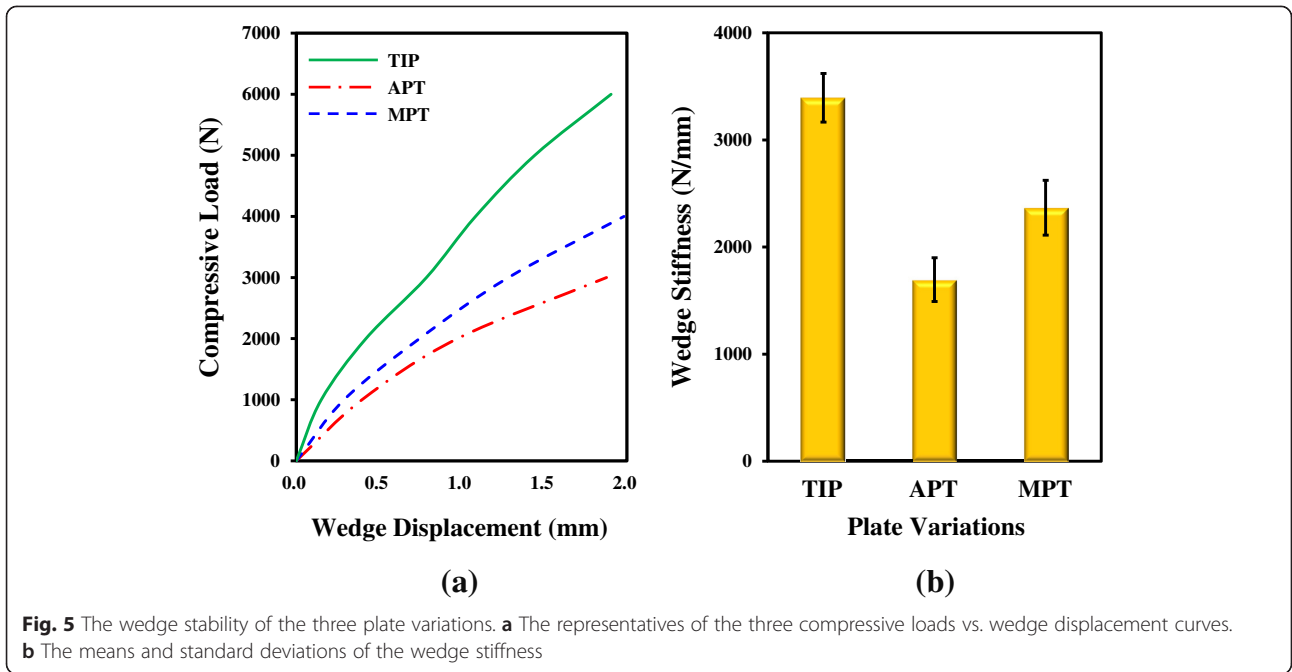 7000
6000
5000
4000
3000
2000
1000
0
Compressive Load (N)
TIP
APT
MPT
0.0 0.5 1.0 1.5 2.0
Wedge Displacement (mm)
(a)
4000
3000
2000
1000
0
Wedge Stiffness (N/mm)
TIP APT MPT
Plate Variations
(b)
Fig. 5 The wedge stability of the three plate variations. a The representatives of the three compressive loads vs. wedge displacement curves.
b The means and standard deviations of the wedge stiffness